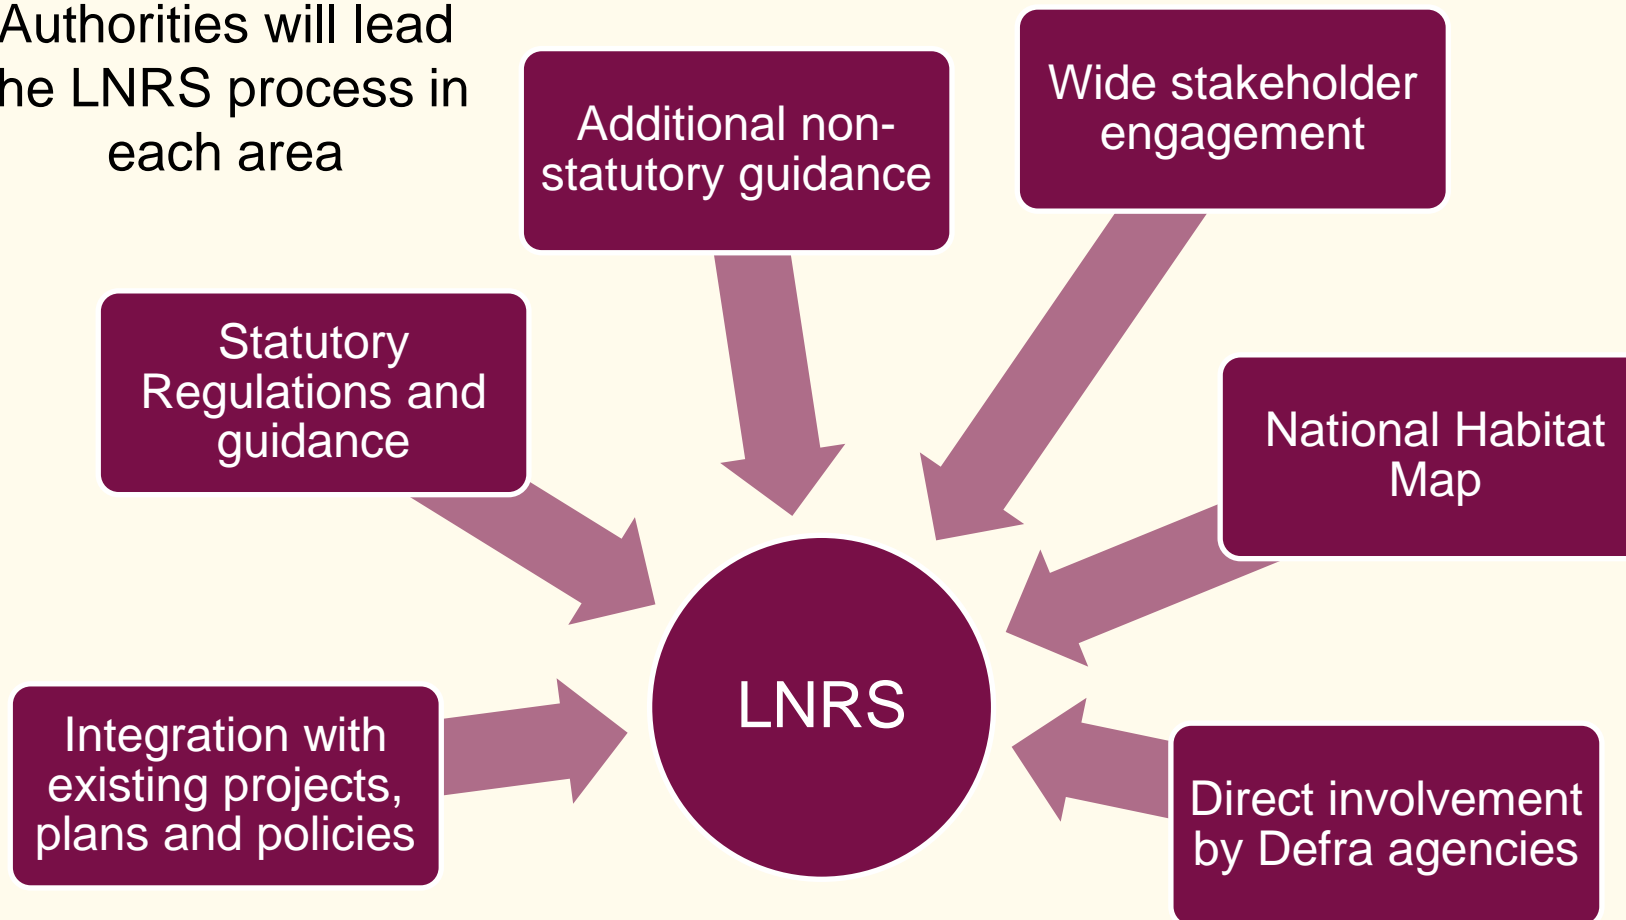 Authorities will lead
he LNRS process in
each area
Additional non-
statutory guidance
Wide stakeholder
engagement
Statutory
Regulations and
guidance
National Habitat
Map
Integration with
existing projects,
plans and policies
LNRS
Direct involvement
by Defra agencies